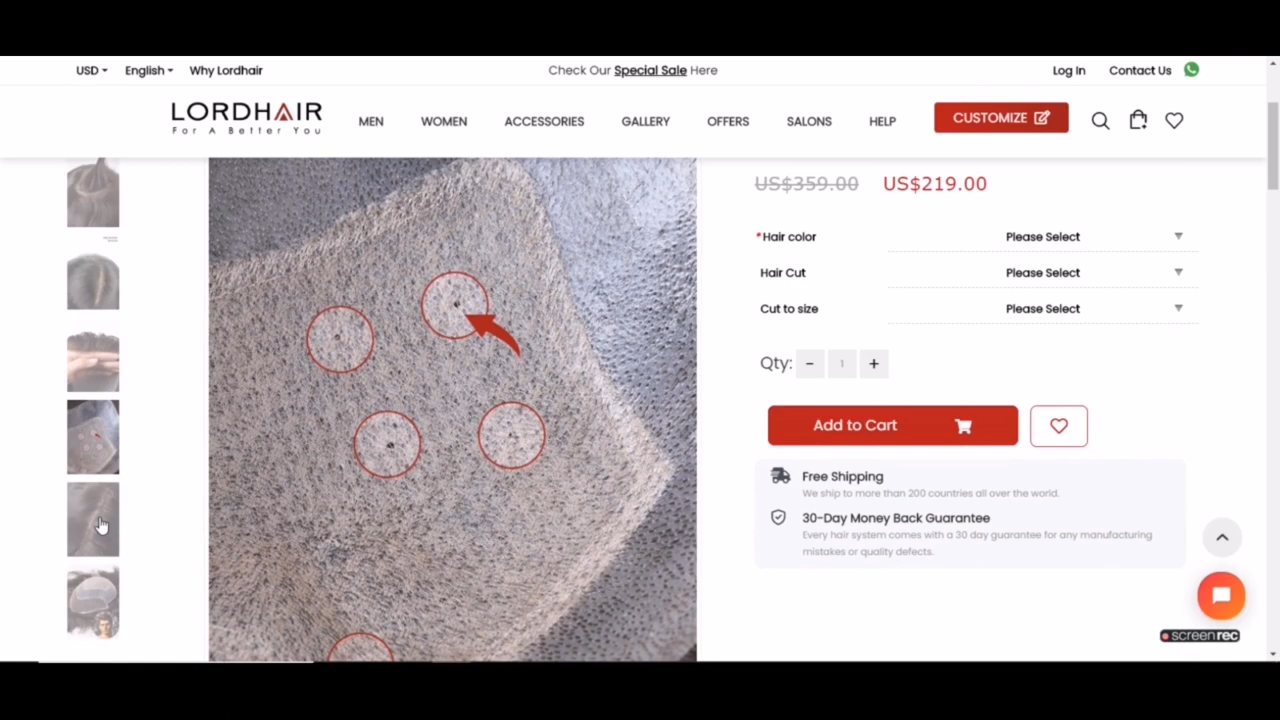 USD English Why Lordhair Check Our Special Sale Here Log In Contact Us
LORDHAIR
For A Better You
MEN WOMEN ACCESSORIES GALLERY OFFERS SALONS HELP CUSTOMIZE
US$359.00 US$219.00
*Hair color Please Select
Hair Cut Please Select
Cut to size Please Select
Qty: - 1 +
Add to Cart
Free Shipping
We ship to more than 200 countries all over the world.
30-Day Money Back Guarantee
Every hair system comes with a 30 day guarantee for any manufacturing
mistakes or quality defects.
screenrec